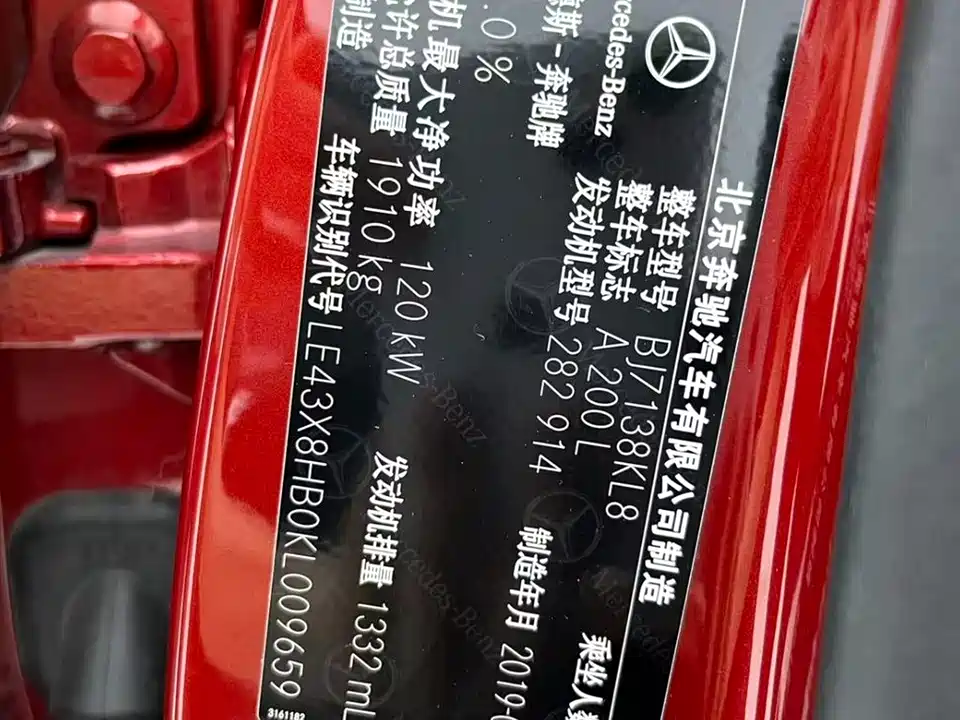 北京奔驰汽车有限公司制造
Mercedes-Benz
整车型号 BJ7138KL8
整车标志 A 200 L
乘坐人
-奔驰牌
发动机型号 282 914
制造年月 2019
.0%
机最大净功率 120 kW
发动机排量 1332 mL
许总质量 1910 kg
制造
车辆识别代号 LE43X8HB0KL009659
3161182